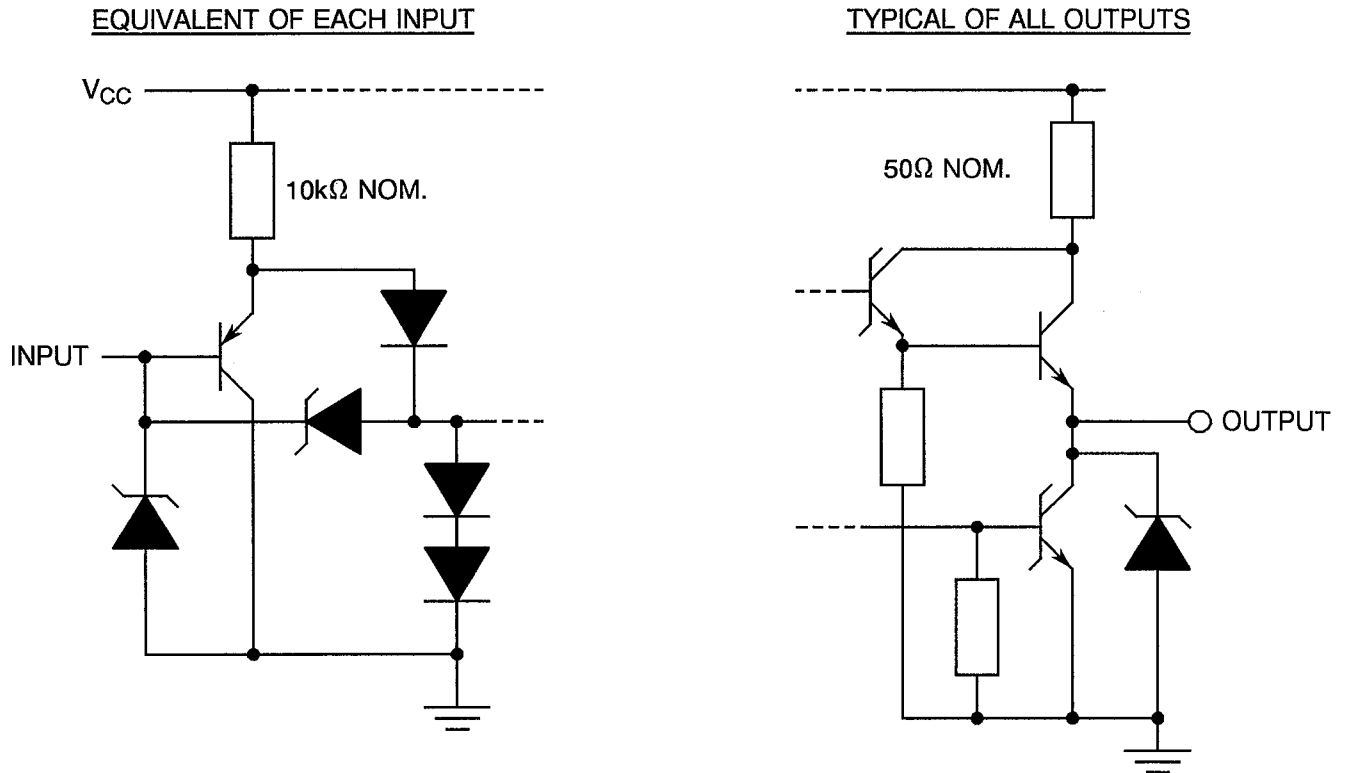 EQUIVALENT OF EACH INPUT
TYPICAL OF ALL OUTPUTS
VCC
10kΩ NOM.
50Ω NOM.
INPUT
OUTPUT